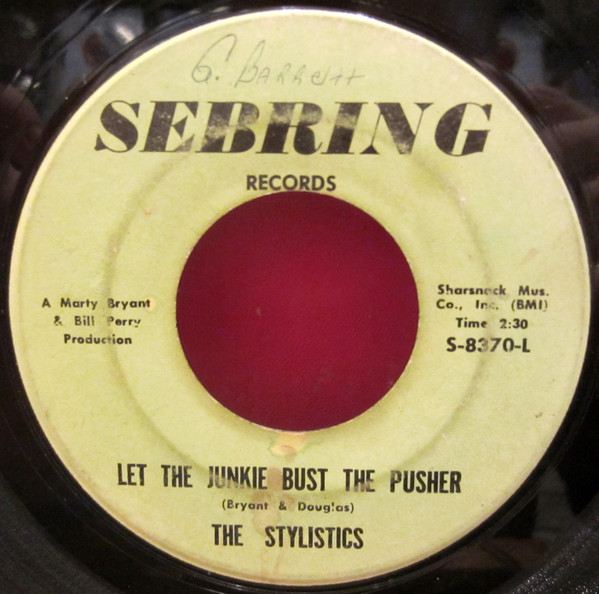 G. Barrett
SEBRING
RECORDS
A Marty Bryant
& Bill Perry
Production
Sharsnack Mus.
Co., Inc. (BMI)
Time 2:30
S-8370-L
LET THE JUNKIE BUST THE PUSHER
(Bryant & Douglas)
THE STYLISTICS